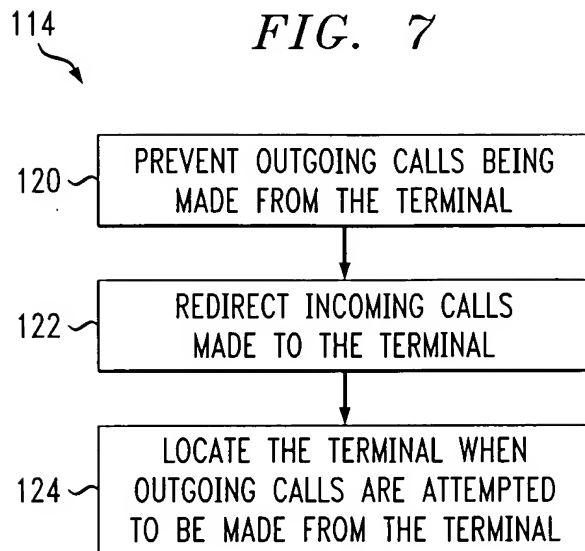 114
FIG. 7
120
PREVENT OUTGOING CALLS BEING
MADE FROM THE TERMINAL
122
REDIRECT INCOMING CALLS
MADE TO THE TERMINAL
124
LOCATE THE TERMINAL WHEN
OUTGOING CALLS ARE ATTEMPTED
TO BE MADE FROM THE TERMINAL